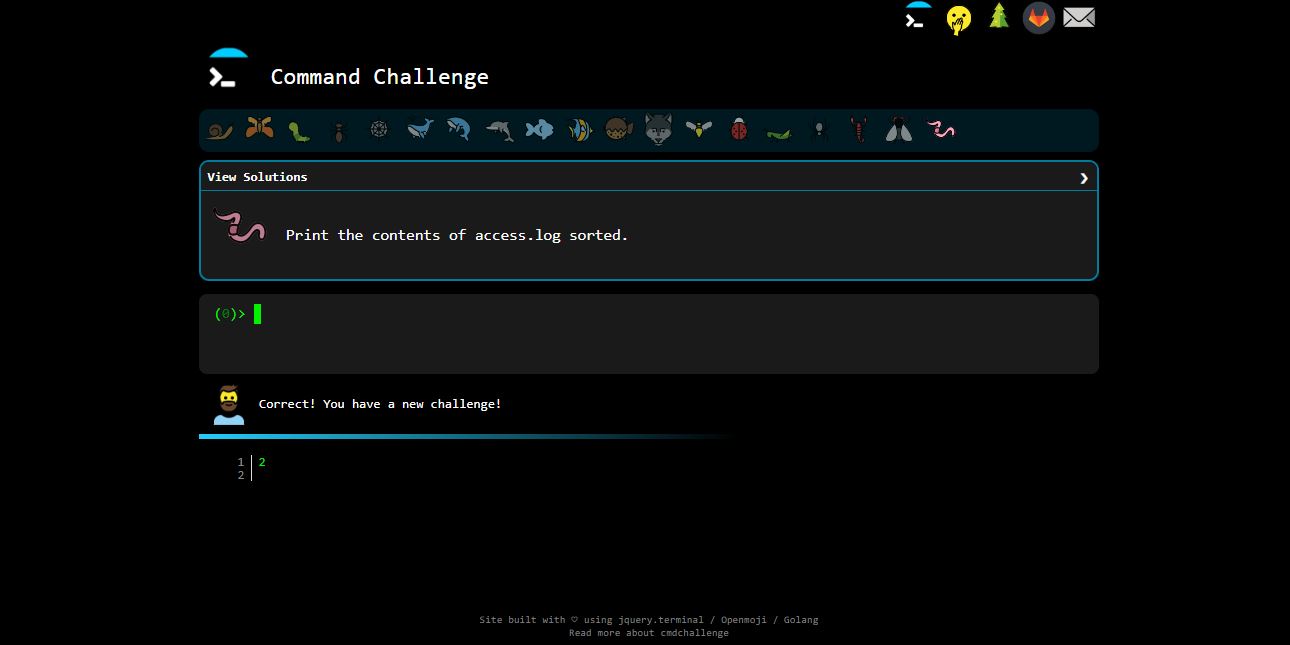 Command Challenge
View Solutions
Print the contents of access.log sorted.
(0)>
Correct! You have a new challenge!
1 2
2
Site built with ♡ using jquery.terminal / Openmoji / Golang
Read more about cmdchallenge